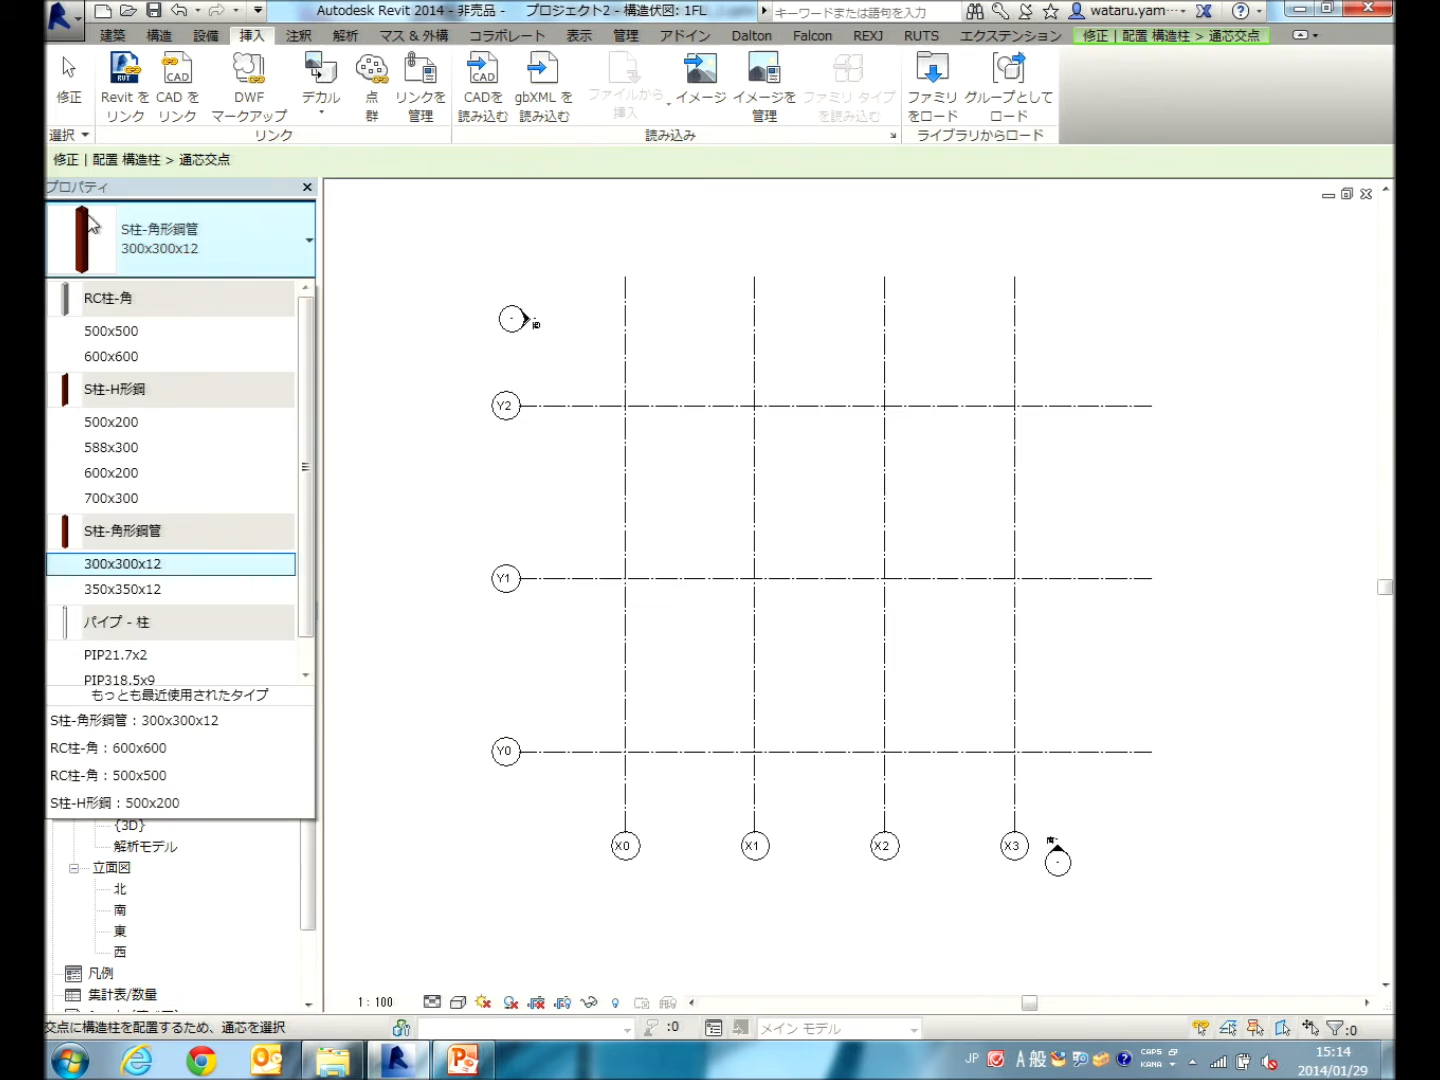 Autodesk Revit 2014 - 非売品 - プロジェクト2 - 構造伏図: 1FL
キーワードまたは語句を入力
wataru.yam…
建築 構造 設備 挿入 注釈 解析 マス & 外構 コラボレート 表示 管理 アドイン Dalton Falcon REXJ RUTS エクステンション 修正 | 配置 構造柱 > 通芯交点
修正
Revit を リンク
CAD を リンク
DWF マークアップ
デカル
点 群
リンクを 管理
CADを 読み込む
gbXML を 読み込む
ファイルから 挿入
イメージ
イメージを 管理
ファミリ タイプ を読み込む
ファミリ をロード
グループとして ロード
選択 リンク 読み込み ライブラリからロード
修正 | 配置 構造柱 > 通芯交点
プロパティ
S柱-角形鋼管
300x300x12
RC柱-角
500x500
600x600
S柱-H形鋼
500x200
588x300
600x200
700x300
S柱-角形鋼管
300x300x12
350x350x12
パイプ - 柱
PIP21.7x2
PIP318.5x9
もっとも最近使用されたタイプ
S柱-角形鋼管 : 300x300x12
RC柱-角 : 600x600
RC柱-角 : 500x500
S柱-H形鋼 : 500x200
{3D}
解析モデル
立面図
北
南
東
西
凡例
集計表/数量
Y2
Y1
Y0
X0 X1 X2 X3
南
1 : 100
交点に構造柱を配置するため、通芯を選択
:0
メイン モデル
:0
JP
A 般
CAPS
KANA
15:14
2014/01/29